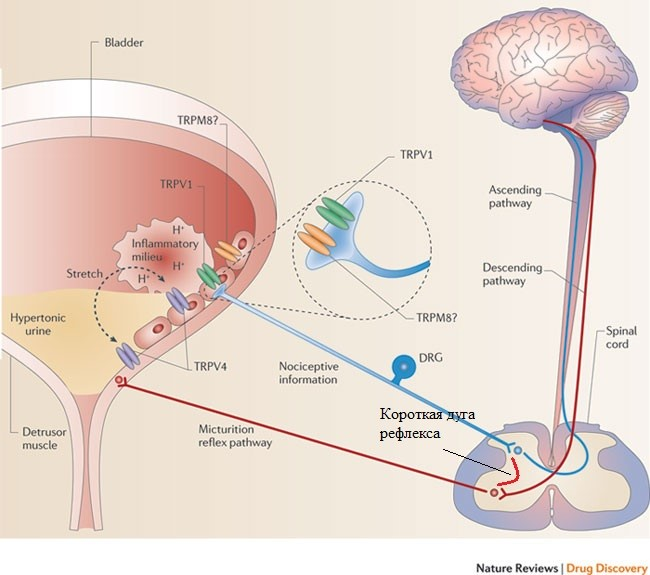 Bladder
TRPM8?
TRPV1
TRPV1
H+
Inflammatory
milieu
H+
H+
Stretch
Hypertonic
urine
TRPV4
Detrusor
muscle
TRPM8?
Nociceptive
information
DRG
Micturition
reflex pathway
Короткая дуга
рефлекса
Ascending
pathway
Descending
pathway
Spinal
cord
Nature Reviews | Drug Discovery